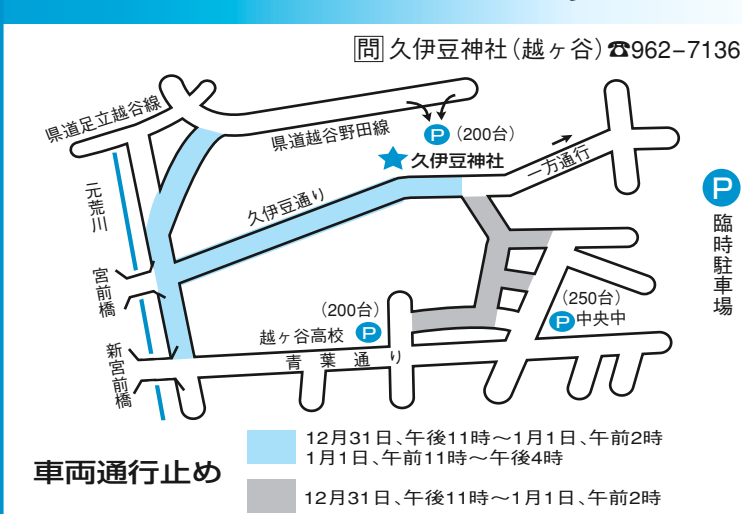 問 久伊豆神社(越ヶ谷)☎962−7136
県道足立越谷線
県道越谷野田線
P (200台)
久伊豆神社
一方通行
久伊豆通り
元荒川
宮前橋
新宮前橋
(200台)
越ヶ谷高校 P
青葉通り
(250台)
P 中央中
P
臨時駐車場
車両通行止め
12月31日、午後11時〜1月1日、午前2時
1月1日、午前11時〜午後4時
12月31日、午後11時〜1月1日、午前2時